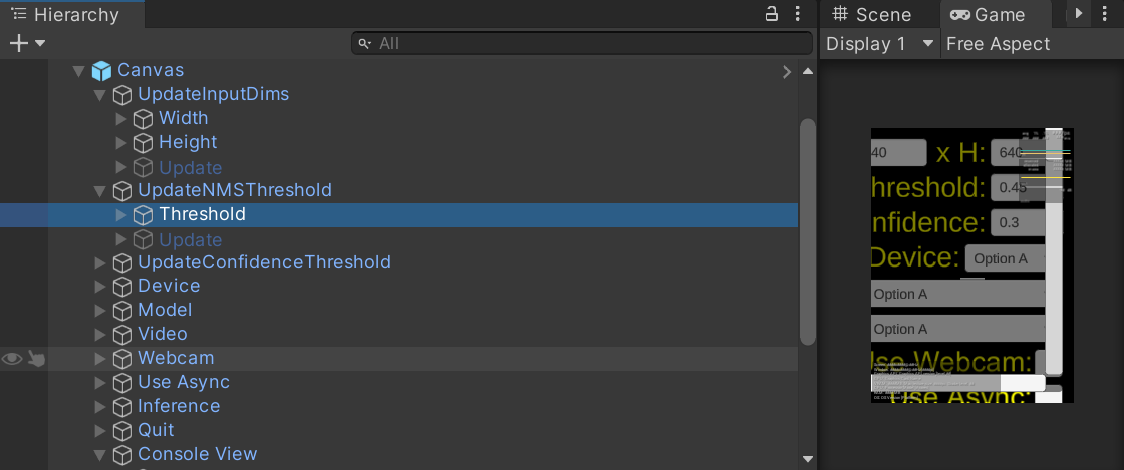 Hierarchy
All
Canvas
UpdateInputDims
Width
Height
Update
UpdateNMSThreshold
Threshold
Update
UpdateConfidenceThreshold
Device
Model
Video
Webcam
Use Async
Inference
Quit
Console View
Scene
Game
Display 1
Free Aspect
40 x H: 640
hreshold: 0.45
nfidence: 0.3
Device: Option A
Option A
Option A
Use Webcam:
Use Async: